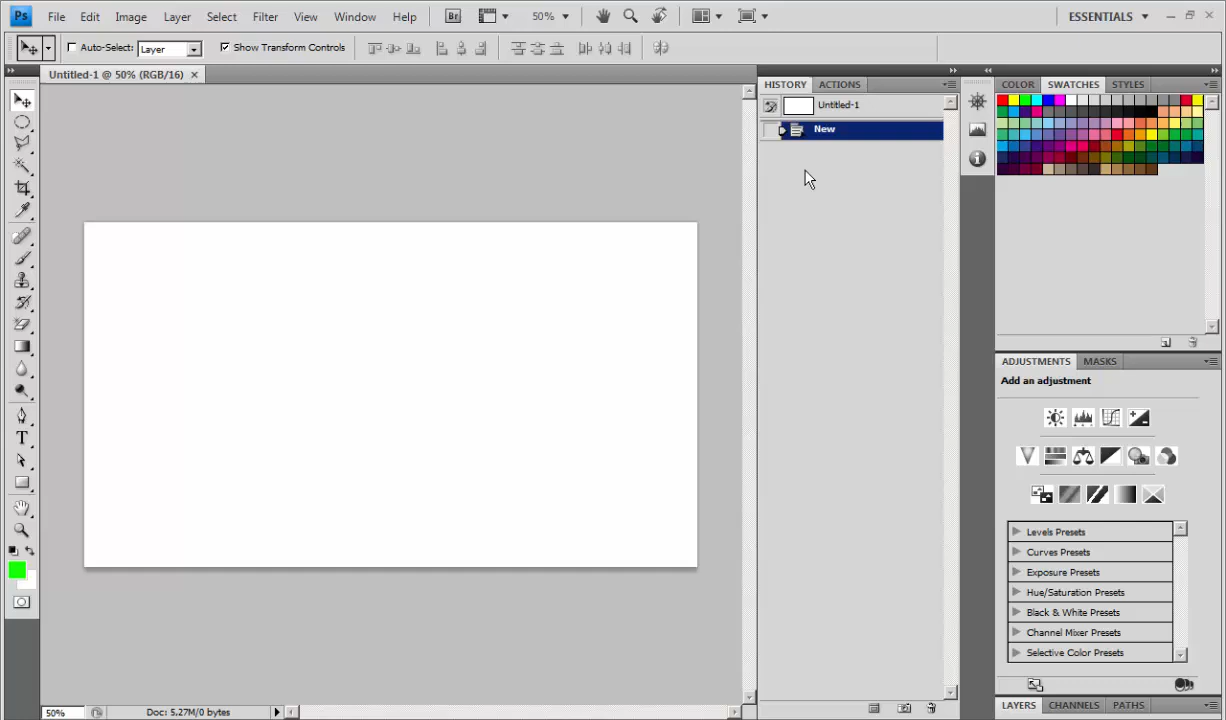 Ps File Edit Image Layer Select Filter View Window Help Br 50% ESSENTIALS
Auto-Select: Layer Show Transform Controls
Untitled-1 @ 50% (RGB/16)
HISTORY ACTIONS
Untitled-1
New
COLOR SWATCHES STYLES
ADJUSTMENTS MASKS
Add an adjustment
Levels Presets
Curves Presets
Exposure Presets
Hue/Saturation Presets
Black & White Presets
Channel Mixer Presets
Selective Color Presets
LAYERS CHANNELS PATHS
50% Doc: 5,27M/0 bytes